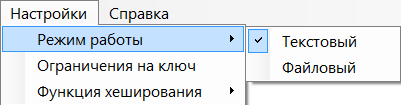 Настройки Справка
Режим работы
Текстовый
Файловый
Ограничения на ключ
Функция хеширования